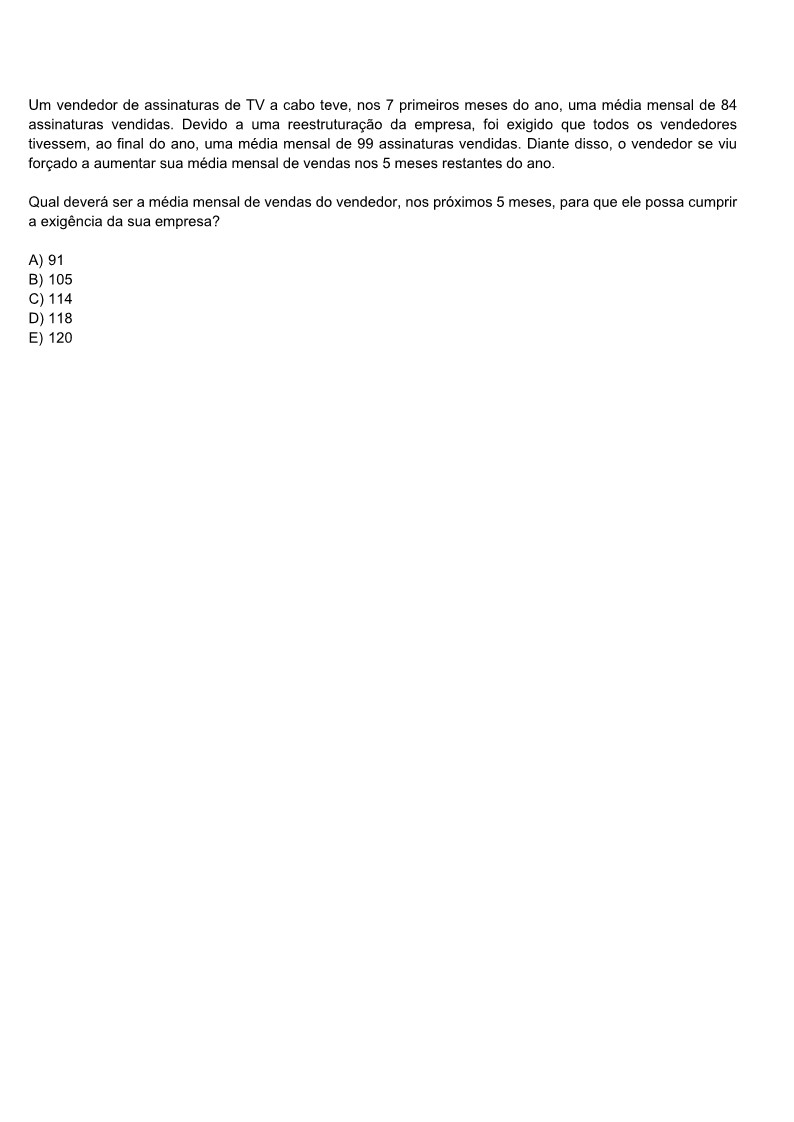 Um vendedor de assinaturas de TV a cabo teve, nos 7 primeiros meses do ano, uma média mensal de 84
assinaturas vendidas. Devido a uma reestruturação da empresa, foi exigido que todos os vendedores
tivessem, ao final do ano, uma média mensal de 99 assinaturas vendidas. Diante disso, o vendedor se viu
forçado a aumentar sua média mensal de vendas nos 5 meses restantes do ano.
Qual deverá ser a média mensal de vendas do vendedor, nos próximos 5 meses, para que ele possa cumprir
a exigência da sua empresa?
A) 91
B) 105
C) 114
D) 118
E) 120